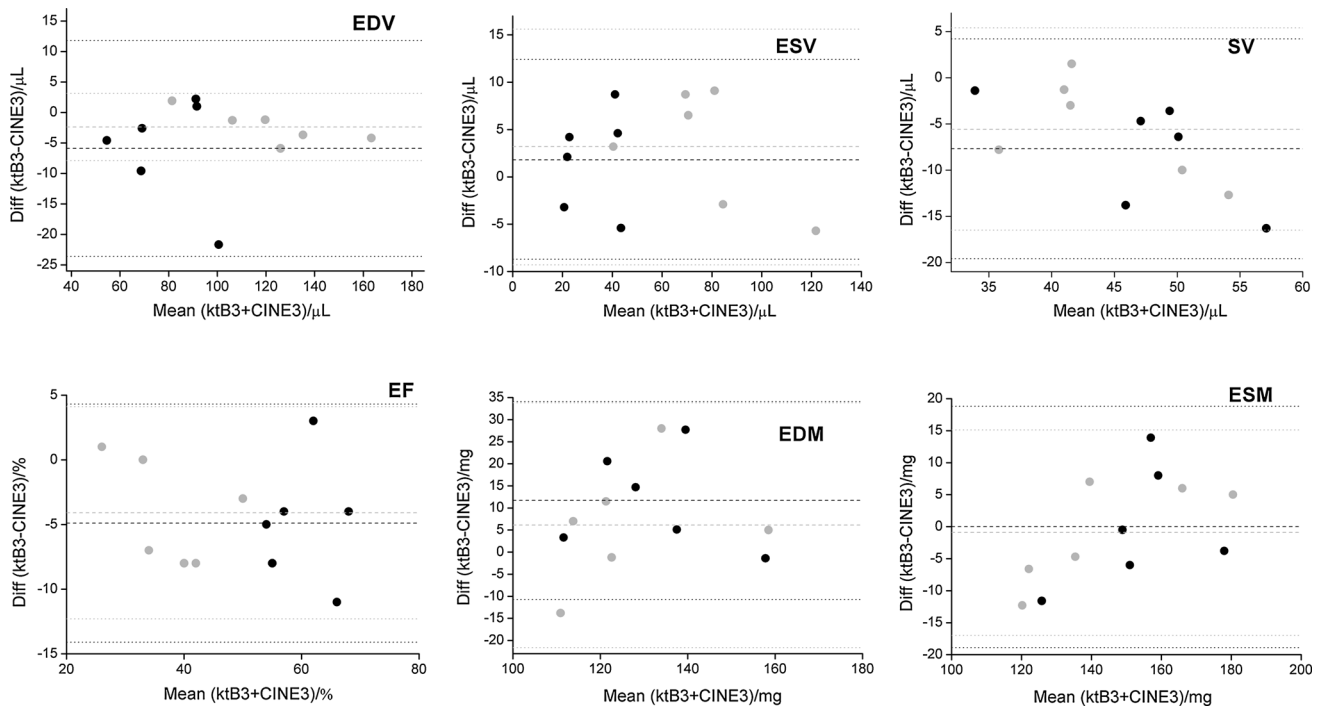 EDV
15
10
5
0
-5
-10
-15
-20
-25
Diff (ktB3-CINE3)/μL
40 60 80 100 120 140 160 180
Mean (ktB3+CINE3)/μL
ESV
15
10
5
0
-5
-10
Diff (ktB3-CINE3)/μL
0 20 40 60 80 100 120 140
Mean (ktB3+CINE3)/μL
SV
5
0
-5
-10
-15
-20
Diff (ktB3-CINE3)/μL
35 40 45 50 55 60
Mean (ktB3+CINE3)/μL
EF
5
0
-5
-10
-15
Diff (ktB3-CINE3)/%
20 40 60 80
Mean (ktB3+CINE3)/%
EDM
35
30
25
20
15
10
5
0
-5
-10
-15
-20
Diff (ktB3-CINE3)/mg
100 120 140 160 180
Mean (ktB3+CINE3)/mg
ESM
20
15
10
5
0
-5
-10
-15
-20
Diff (ktB3-CINE3)/mg
100 120 140 160 180 200
Mean (ktB3+CINE3)/mg